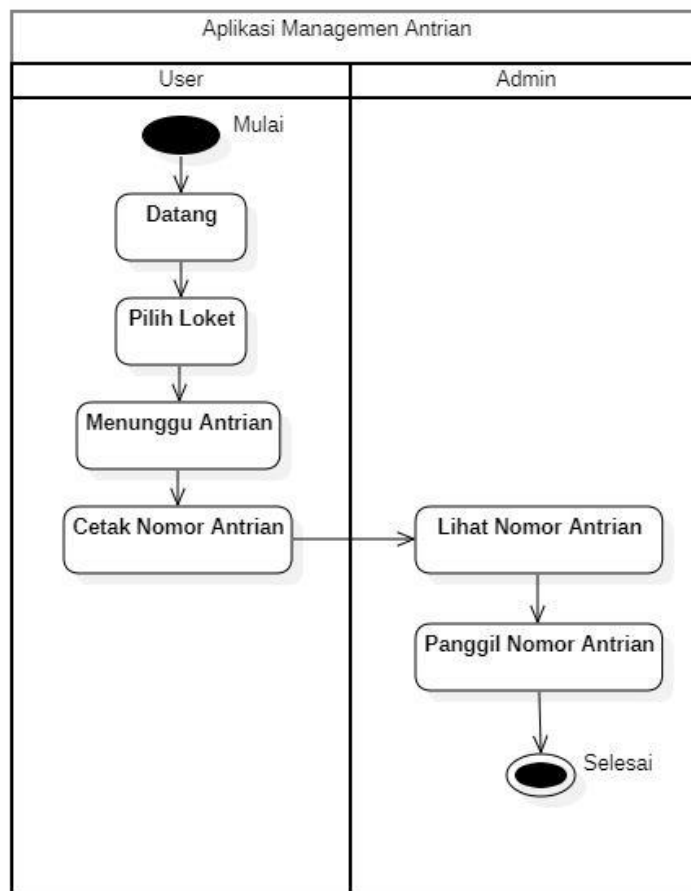 Aplikasi Managemen Antrian
User
Admin
Mulai
Datang
Pilih Loket
Menunggu Antrian
Cetak Nomor Antrian
Lihat Nomor Antrian
Panggil Nomor Antrian
Selesai